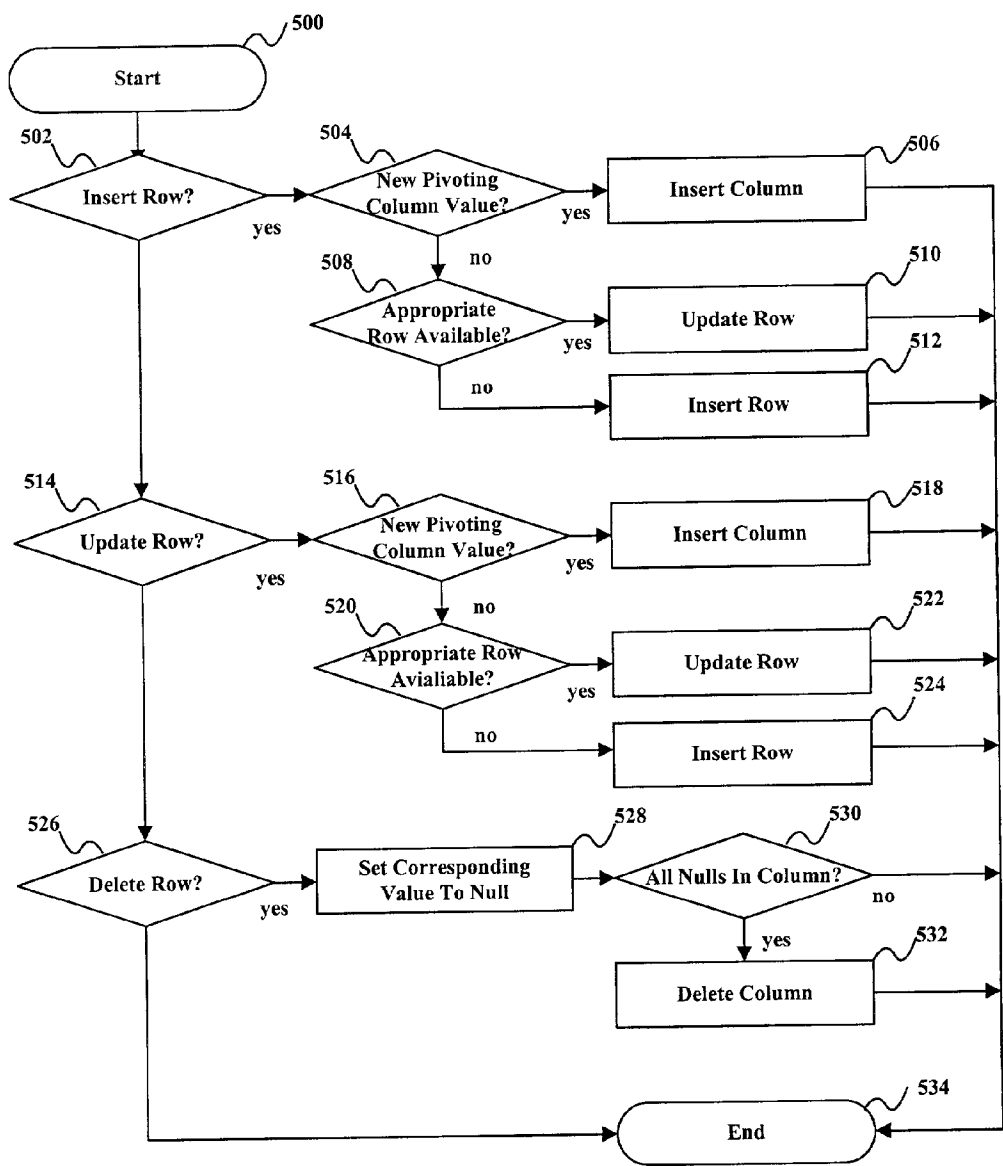 500
Start
502
Insert Row?
yes
504
New Pivoting
Column Value?
yes
506
Insert Column
no
508
Appropriate
Row Available?
yes
510
Update Row
no
512
Insert Row
514
Update Row?
yes
516
New Pivoting
Column Value?
yes
518
Insert Column
no
520
Appropriate Row
Avialiable?
yes
522
Update Row
no
524
Insert Row
526
Delete Row?
yes
528
Set Corresponding
Value To Null
530
All Nulls In Column?
no
yes
532
Delete Column
534
End